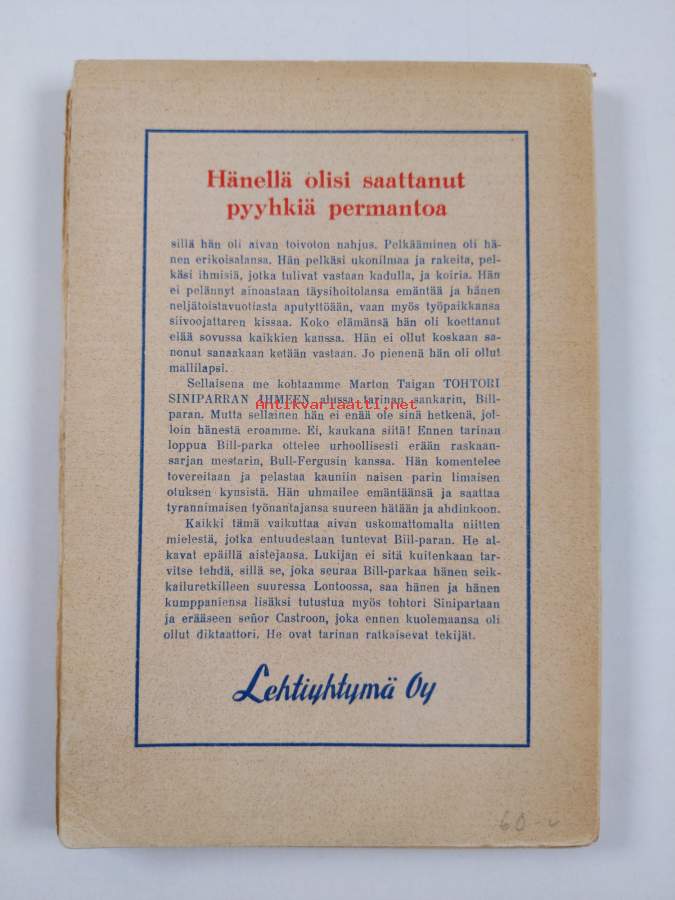 Hänellä olisi saattanut
pyyhkiä permantoa
sillä hän oli aivan toivoton nahjus. Pelkääminen oli hä-
nen erikoisalansa. Hän pelkäsi ukonilmaa ja rakeita, pel-
käsi ihmisiä, jotka tulivat vastaan kadulla, ja koiria. Hän
ei pelännyt ainoastaan täysihoitolansa emäntää ja hänen
neljätoistavuotiasta aputyttöään, vaan myös työpaikkansa
siivoojattaren kissaa. Koko elämänsä hän oli koettanut
elää sovussa kaikkien kanssa. Hän ei ollut koskaan sa-
nonut sanaakaan ketään vastaan. Jo pienenä hän oli ollut
mallilapsi.
Sellaisena me kohtaamme Marton Taigan TOHTORI
SINIPARRAN IHMEEN alussa tarinan sankarin, Bill-
paran. Mutta sellainen hän ei enää ole sinä hetkenä, jol-
loin hänestä eroamme. Ei, kaukana siitä! Ennen tarinan
loppua Bill-parka ottelee urhoollisesti erään raskaan-
sarjan mestarin, Bull-Fergusin kanssa. Hän komentelee
tovereitaan ja pelastaa kauniin naisen parin limaisen
otuksen kynsistä. Hän uhmailee emäntäänsä ja saattaa
tyrannimaisen työnantajansa suureen hätään ja ahdinkoon.
Kaikki tämä vaikuttaa aivan uskomattomalta niitten
mielestä, jotka entuudestaan tuntevat Bill-paran. He al-
kavat epäillä aistejansa. Lukijan ei sitä kuitenkaan tar-
vitse tehdä, sillä se, joka seuraa Bill-parkaa hänen seik-
kailuretkilleen suuressa Lontoossa, saa hänen ja hänen
kumppaniensa lisäksi tutustua myös tohtori Sinipartaan
ja erääseen señor Castroon, joka ennen kuolemaansa oli
ollut diktaattori. He ovat tarinan ratkaisevat tekijät.
Antikvariaatti.net
Lehtiyhtymä Oy
60-